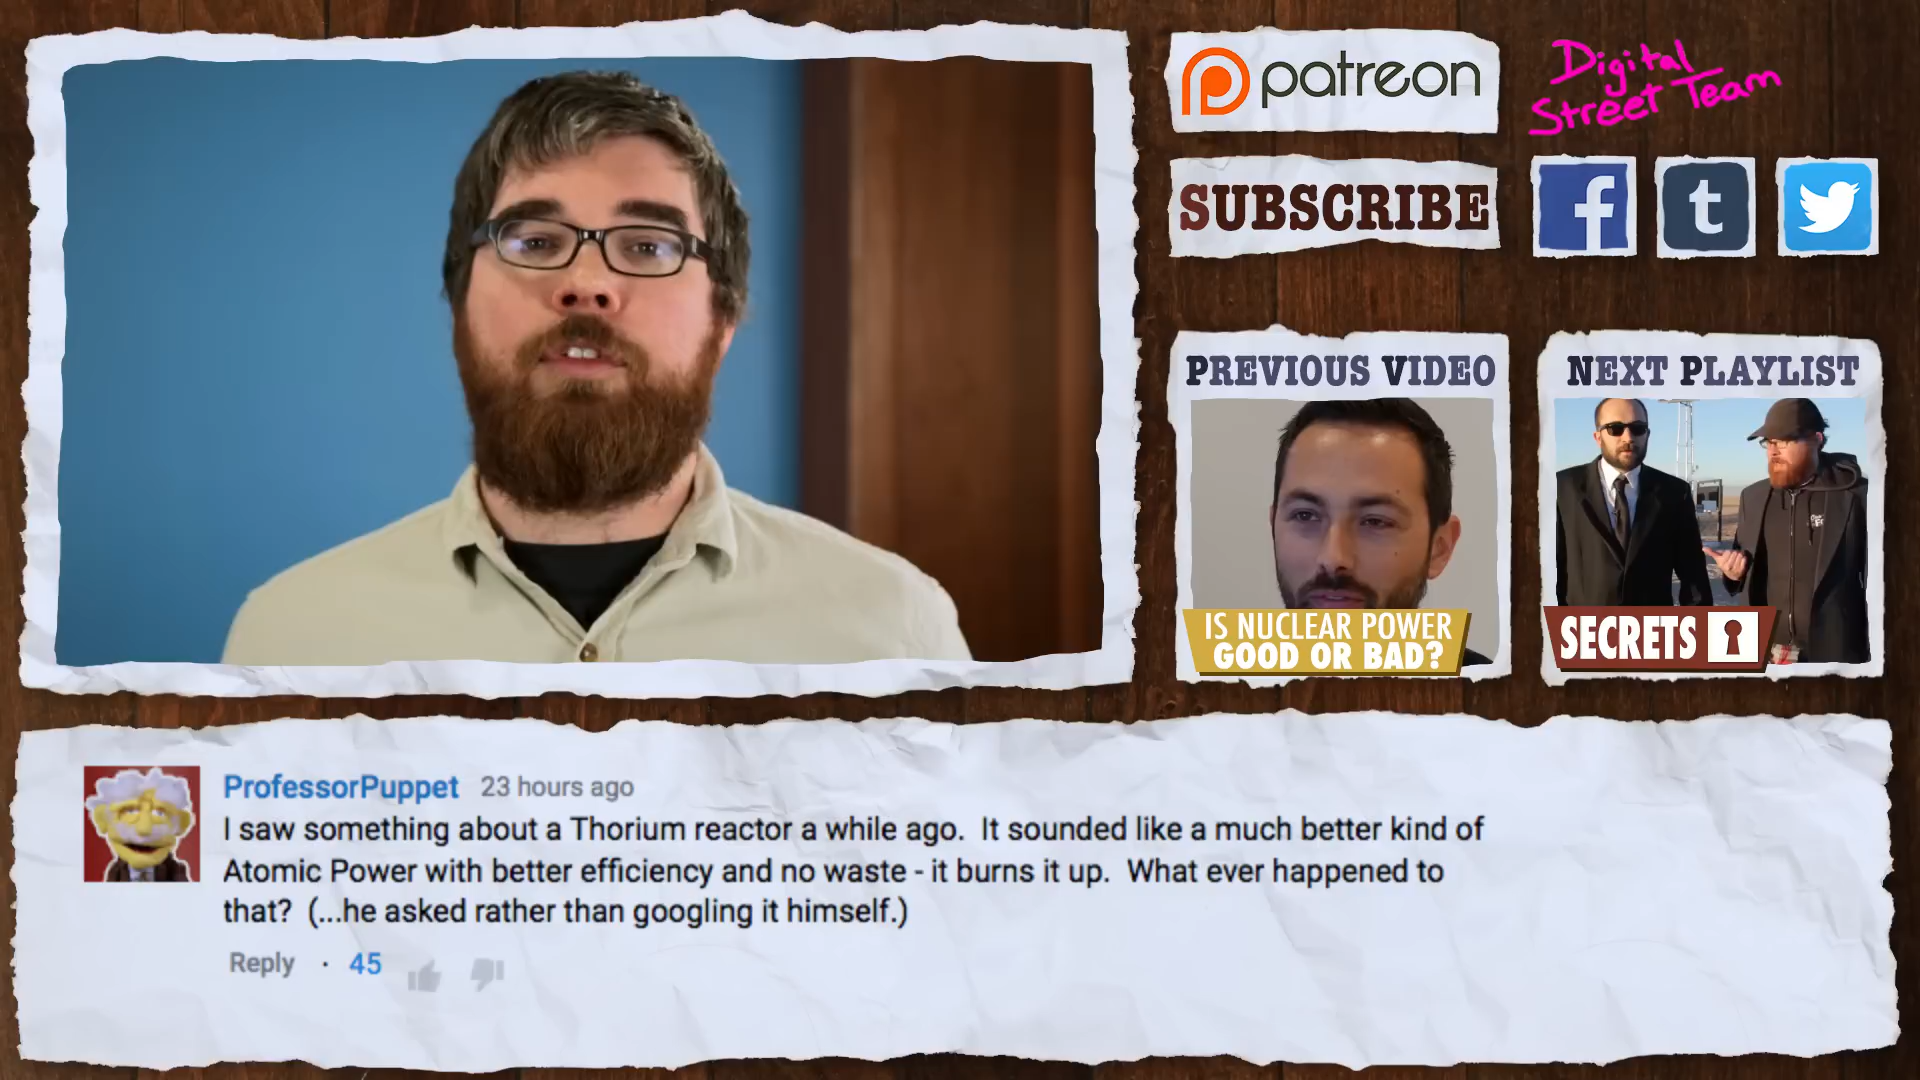 patreon
Digital
Street Team
SUBSCRIBE
f
t
PREVIOUS VIDEO
NEXT PLAYLIST
IS NUCLEAR POWER
GOOD OR BAD?
SECRETS
ProfessorPuppet 23 hours ago
I saw something about a Thorium reactor a while ago. It sounded like a much better kind of
Atomic Power with better efficiency and no waste - it burns it up. What ever happened to
that? (...he asked rather than googling it himself.)
Reply · 45